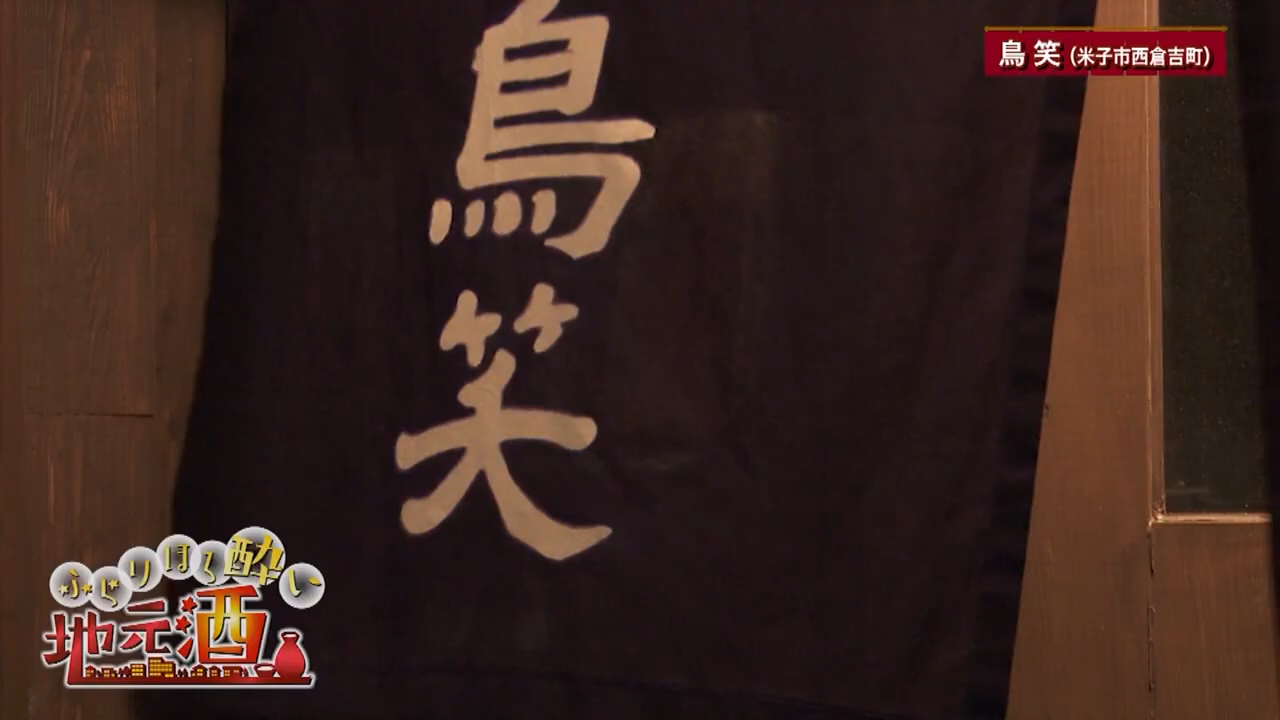 鳥笑（米子市西倉吉町）
鳥笑
ふらりほろ酔い
地元酒